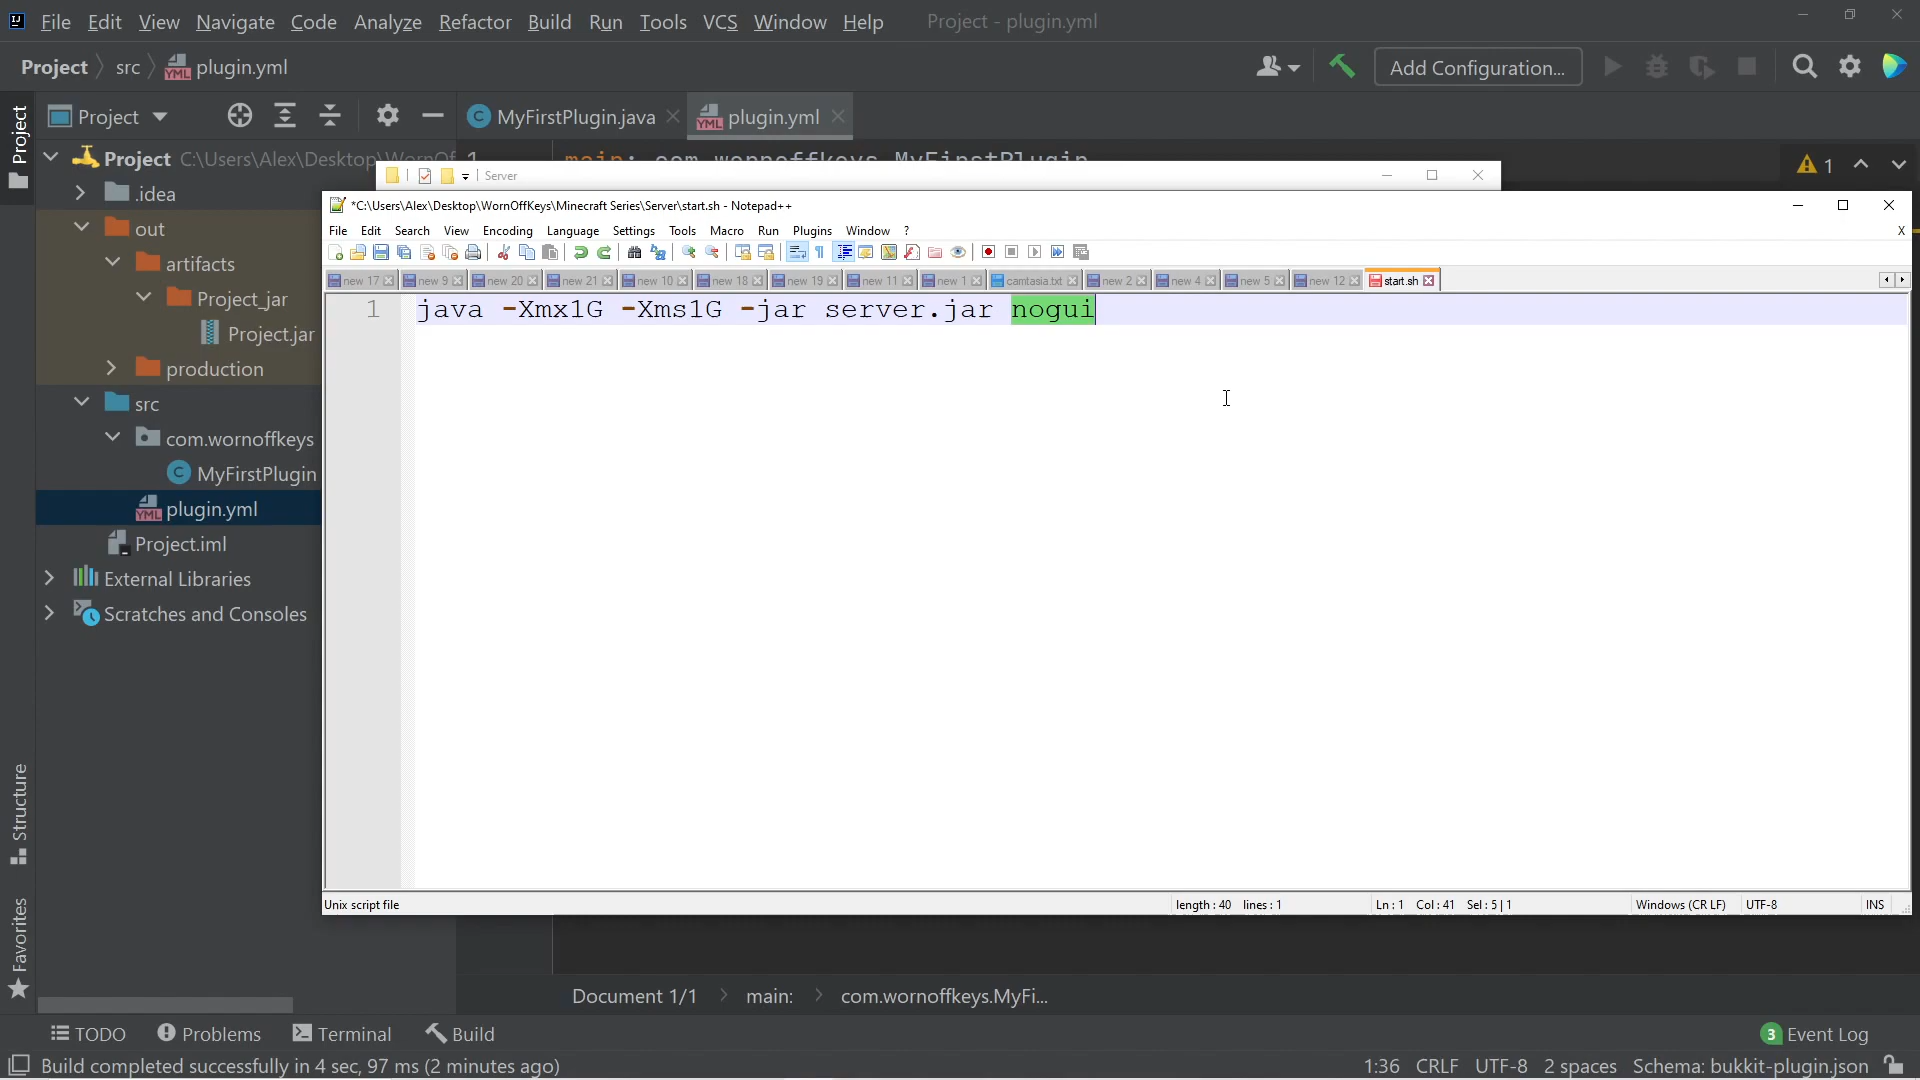 File Edit View Navigate Code Analyze Refactor Build Run Tools VCS Window Help Project - plugin.yml
Project src plugin.yml Add Configuration...
Project
Project MyFirstPlugin.java plugin.yml
Project C:\Users\Alex\Desktop\WornOf 1 main: com.wornoffkeys.MyFirstPlugin 1
Server
.idea
*C:\Users\Alex\Desktop\WornOffKeys\Minecraft Series\Server\start.sh - Notepad++
out
File Edit Search View Encoding Language Settings Tools Macro Run Plugins Window ? X
artifacts
new 17 new 9 new 20 new 21 new 10 new 18 new 19 new 11 new 1 camtasia.txt new 2 new 4 new 5 new 12 start.sh
Project_jar
1 java -Xmx1G -Xms1G -jar server.jar nogui
Project.jar
production
src
com.wornoffkeys
MyFirstPlugin
plugin.yml
Project.iml
External Libraries
Scratches and Consoles
Structure
Favorites
Unix script file length : 40 lines : 1 Ln : 1 Col : 41 Sel : 5 | 1 Windows (CR LF) UTF-8 INS
Document 1/1 main: com.wornoffkeys.MyFi...
TODO Problems Terminal Build 3 Event Log
Build completed successfully in 4 sec, 97 ms (2 minutes ago) 1:36 CRLF UTF-8 2 spaces Schema: bukkit-plugin.json